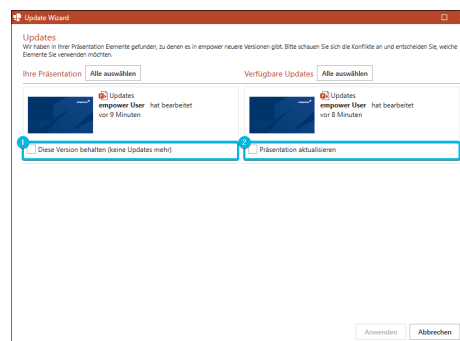 Update Wizard
Updates
Wir haben in Ihrer Präsentation Elemente gefunden, zu denen es in empower neuere Versionen gibt. Bitte schauen Sie sich die Konflikte an und entscheiden Sie, welche
Elemente Sie verwenden möchten.
Ihre Präsentation Alle auswählen
Verfügbare Updates Alle auswählen
Updates
empower User hat bearbeitet
vor 9 Minuten
Updates
empower User hat bearbeitet
vor 8 Minuten
1
Diese Version behalten (keine Updates mehr)
2
Präsentation aktualisieren
Anwenden Abbrechen